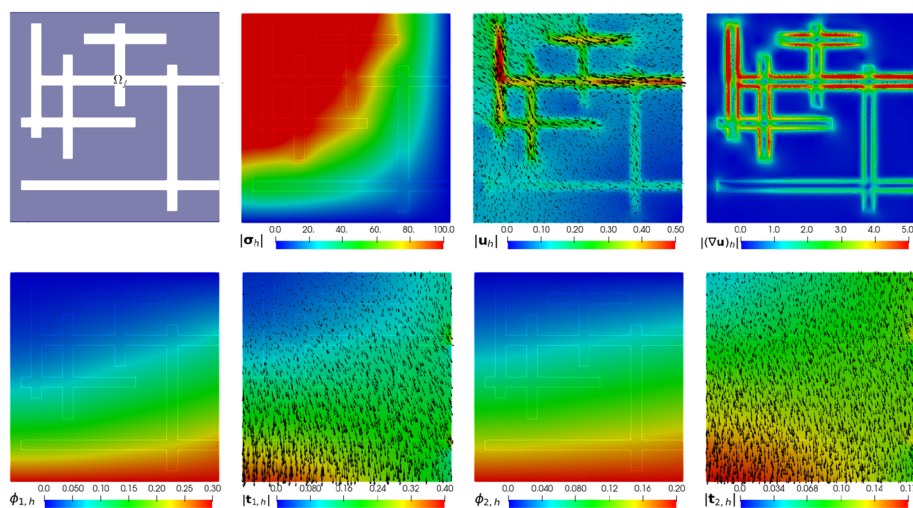 Ω_f
|σ_h| 0.0 20. 40. 60. 80. 100.0
|u_h| 0.0 0.10 0.20 0.30 0.40 0.50
|(∇u)_h| 0.0 1.0 2.0 3.0 4.0 5.0
ϕ_{1, h} 0.0 0.050 0.10 0.15 0.20 0.30
|t_{1, h}| 0.0 0.080 0.16 0.24 0.32 0.40
ϕ_{2, h} 0.0 0.040 0.080 0.12 0.16 0.20
|t_{2, h}| 0.0 0.034 0.068 0.10 0.14